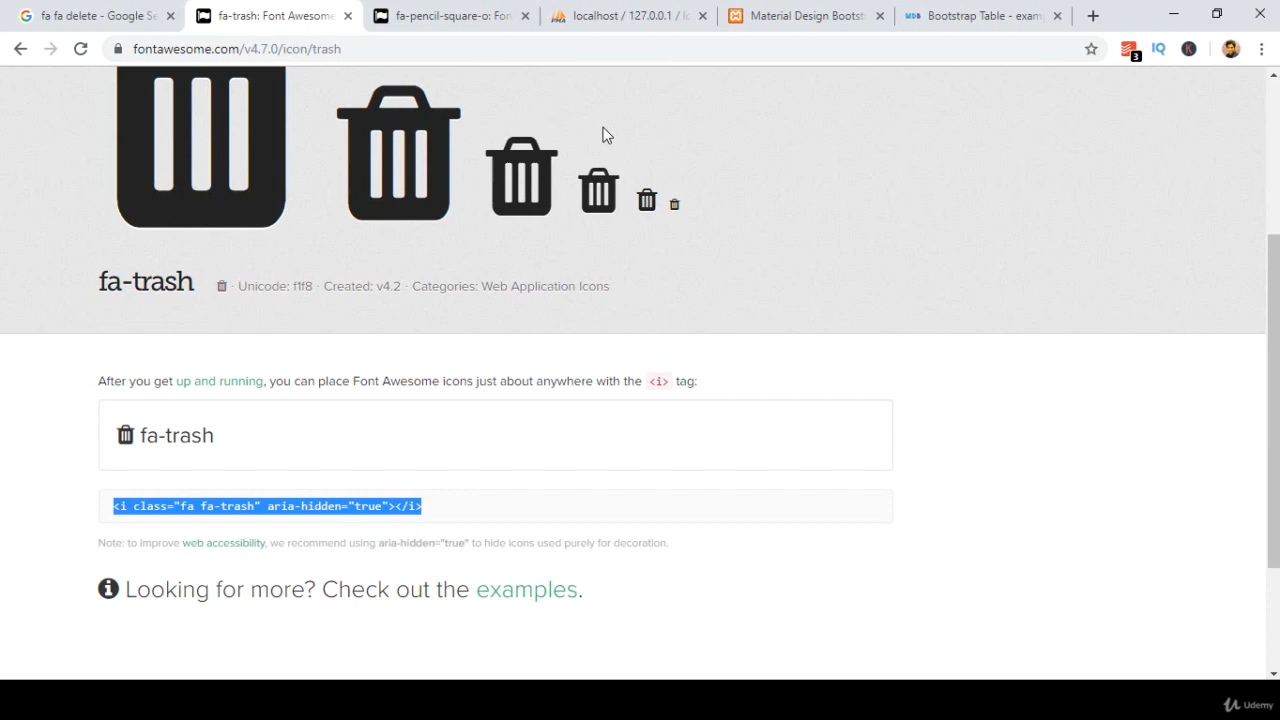 fa fa delete - Google Se
fa-trash: Font Awesome
fa-pencil-square-o: Fon
localhost / 127.0.0.1 / lo
Material Design Bootst
MDB Bootstrap Table - exam
fontawesome.com/v4.7.0/icon/trash
3
IQ
K
fa-trash · Unicode: f1f8 · Created: v4.2 · Categories: Web Application Icons
After you get up and running, you can place Font Awesome icons just about anywhere with the <i> tag:
fa-trash
<i class="fa fa-trash" aria-hidden="true"></i>
Note: to improve web accessibility, we recommend using aria-hidden="true" to hide icons used purely for decoration.
Looking for more? Check out the examples.
Udemy